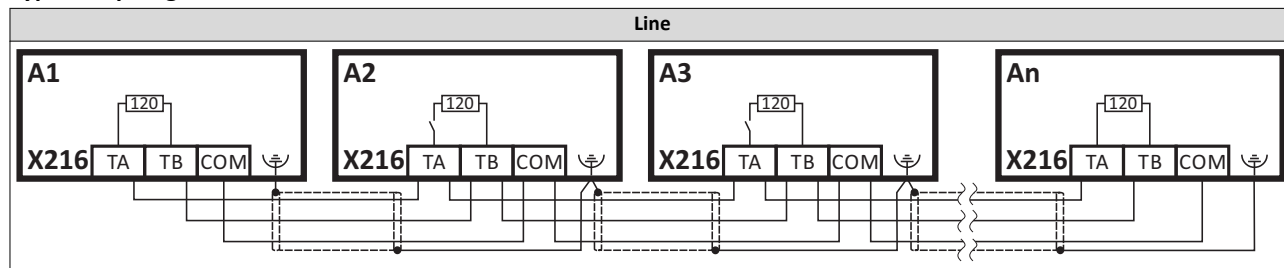 Line
A1 A2 A3 An
120 120 120 120
X216 TA TB COM X216 TA TB COM X216 TA TB COM X216 TA TB COM